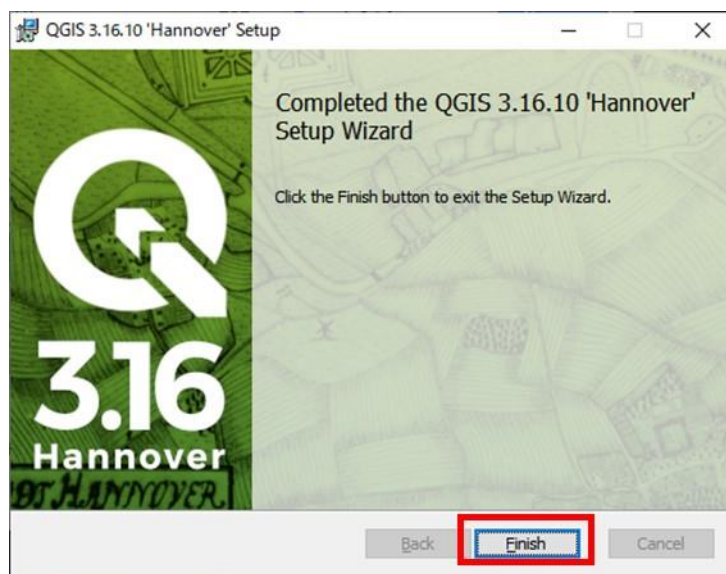 QGIS 3.16.10 'Hannover' Setup
Completed the QGIS 3.16.10 'Hannover'
Setup Wizard
Click the Finish button to exit the Setup Wizard.
3.16
Hannover
HANNOVER
Back
Finish
Cancel